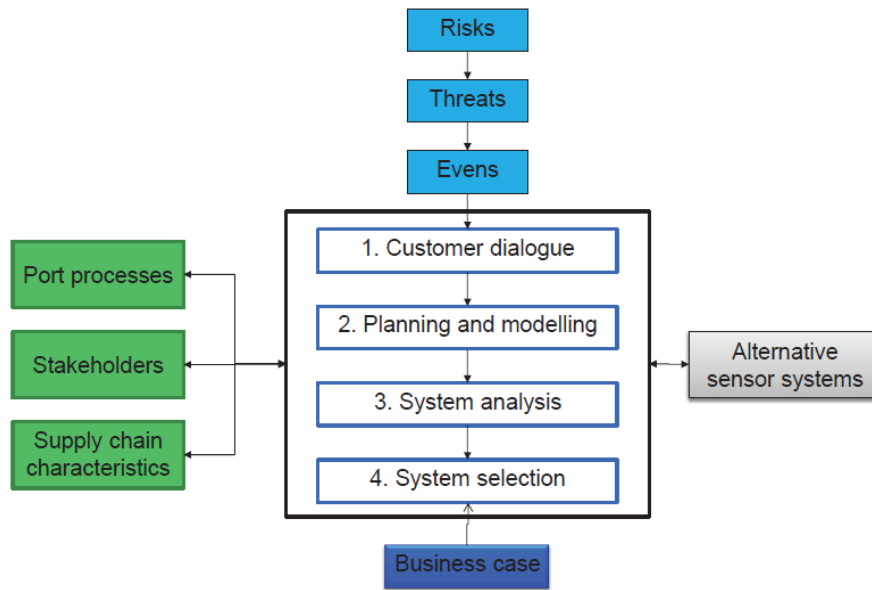 Risks
Threats
Evens
1. Customer dialogue
2. Planning and modelling
3. System analysis
4. System selection
Port processes
Stakeholders
Supply chain
characteristics
Alternative
sensor systems
Business case